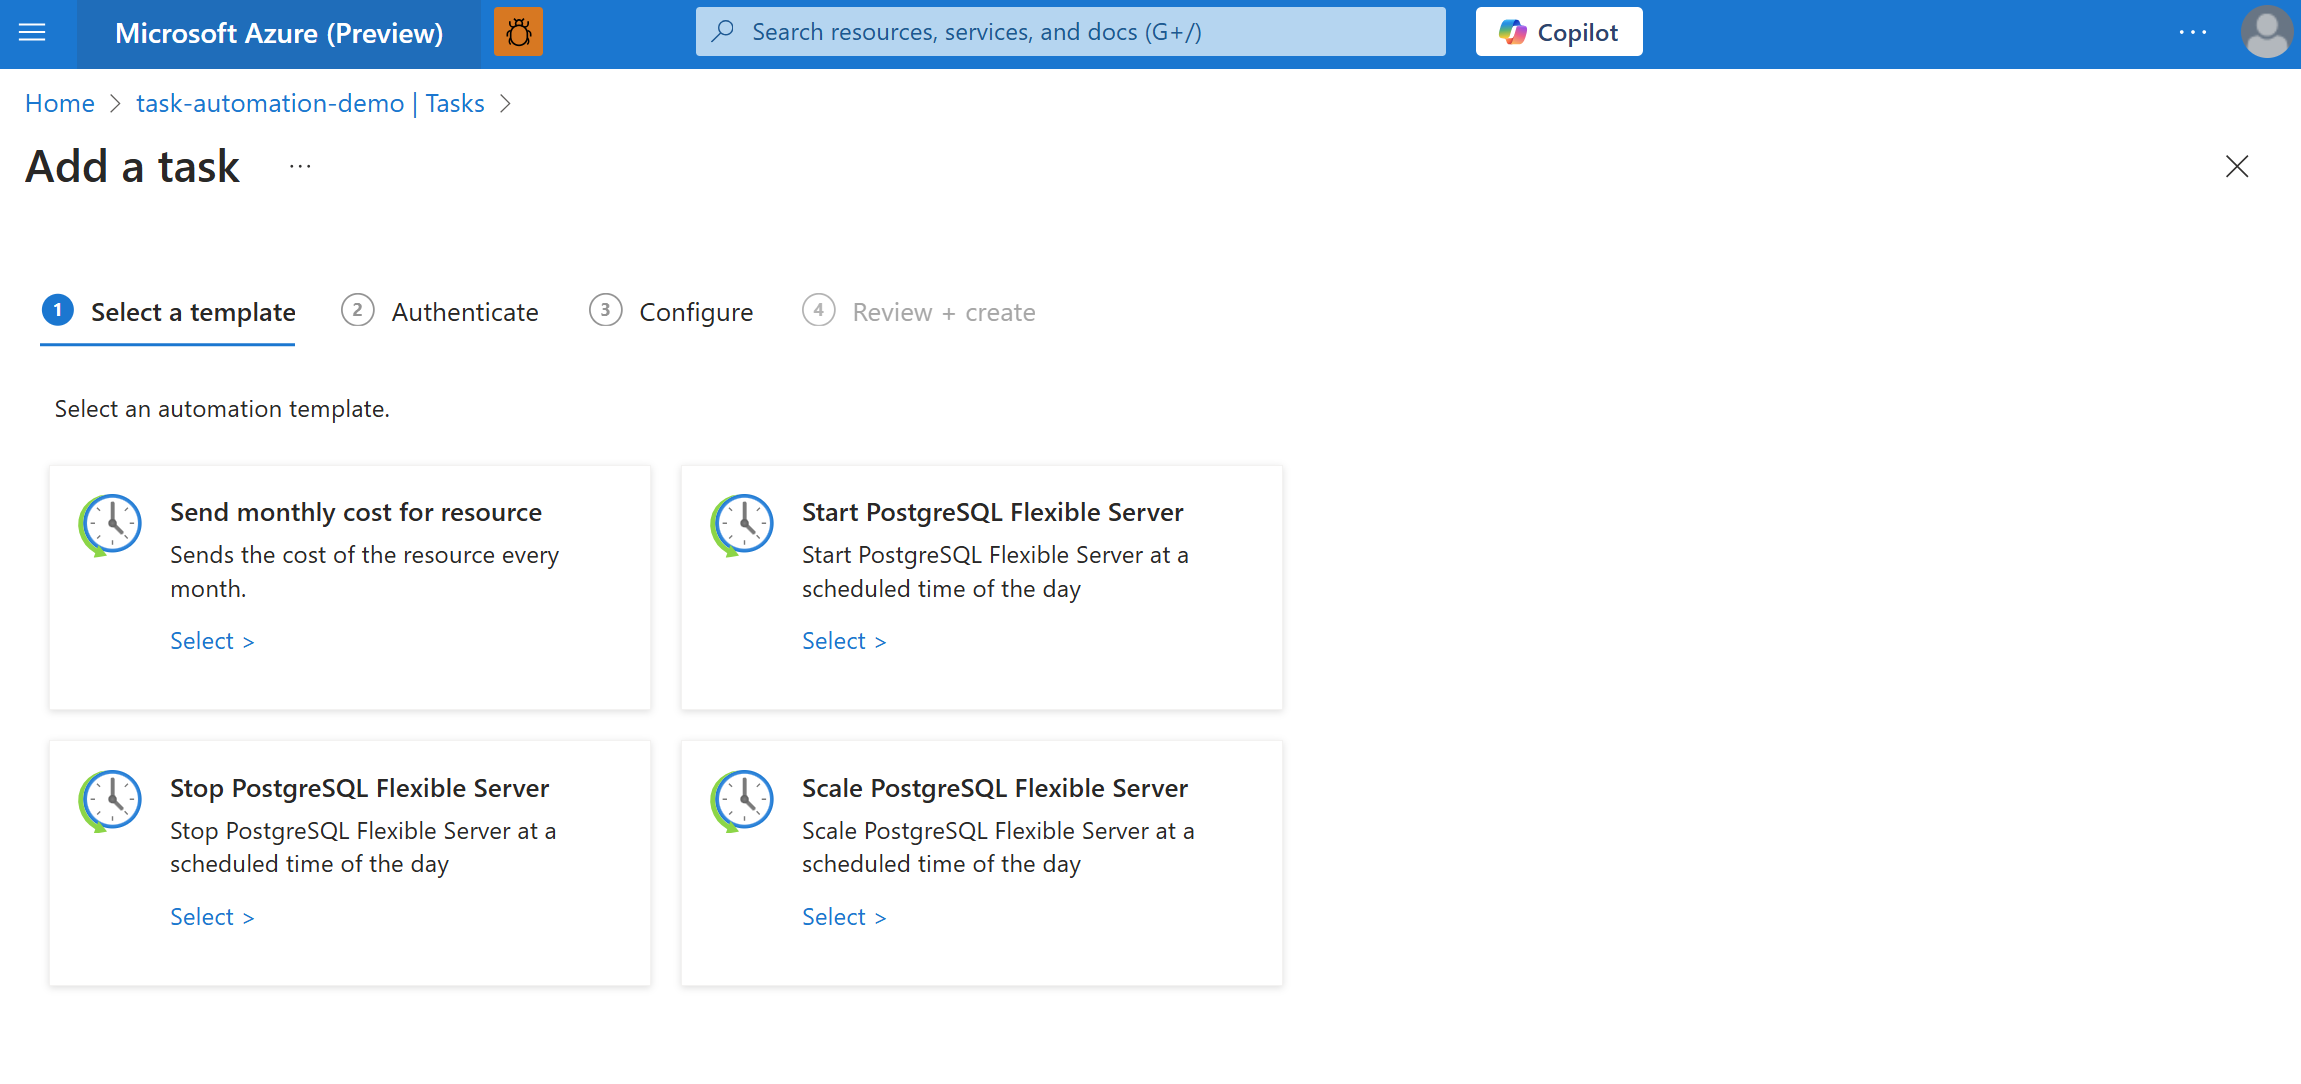 Microsoft Azure (Preview)
Search resources, services, and docs (G+/)
Copilot
Home > task-automation-demo | Tasks >
Add a task ...
1 Select a template
2 Authenticate
3 Configure
4 Review + create
Select an automation template.
Send monthly cost for resource
Sends the cost of the resource every
month.
Select >
Start PostgreSQL Flexible Server
Start PostgreSQL Flexible Server at a
scheduled time of the day
Select >
Stop PostgreSQL Flexible Server
Stop PostgreSQL Flexible Server at a
scheduled time of the day
Select >
Scale PostgreSQL Flexible Server
Scale PostgreSQL Flexible Server at a
scheduled time of the day
Select >